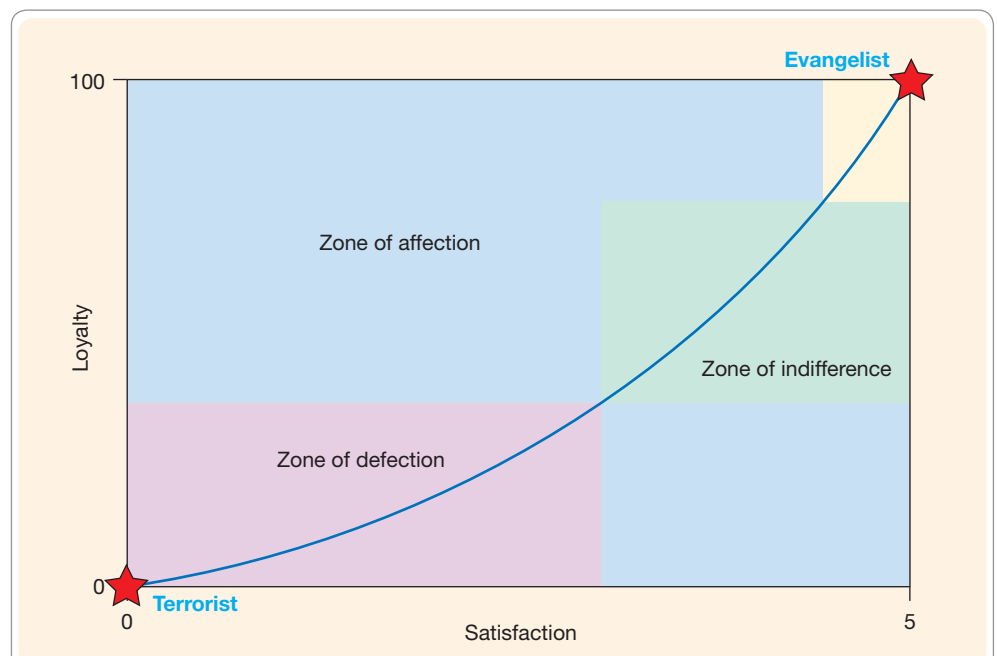 Evangelist
100
Zone of affection
Loyalty
Zone of indifference
Zone of defection
0
Terrorist
0
5
Satisfaction